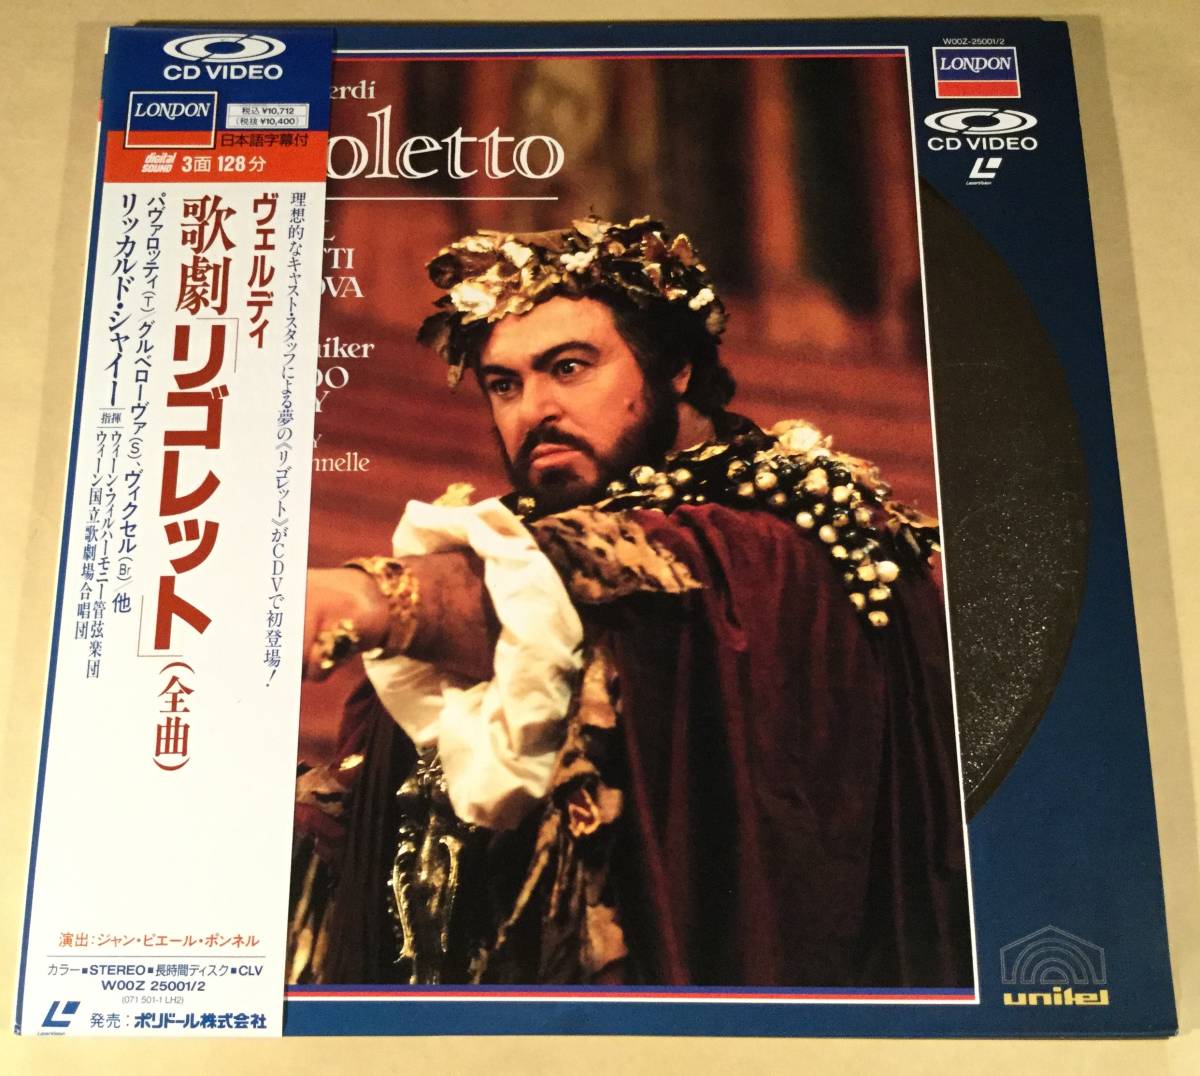 CD VIDEO
LONDON
税込 ¥10,712
(税抜 ¥10,400)
日本語字幕付
digital SOUND
3面 128分
理想的なキャスト・スタッフによる夢の《リゴレット》がCDVで初登場!
ヴェルディ
歌劇「リゴレット」(全曲)
パヴァロッティ(T)/グルベローヴァ(S)、ヴィクセル(Br)/他
リッカルド・シャイー 指揮
ウィーン・フィルハーモニー管弦楽団
ウィーン国立歌劇場合唱団
演出:ジャン・ピエール・ポンネル
カラー■STEREO■長時間ディスク■CLV
W00Z 25001/2
(071 501-1 LH2)
LaserVision
発売:ポリドール株式会社
erdi
oletto
L
TTI
OVA
niker
DO
Y
Y
nnelle
W00Z-25001/2
LONDON
CD VIDEO
LaserVision
unitel